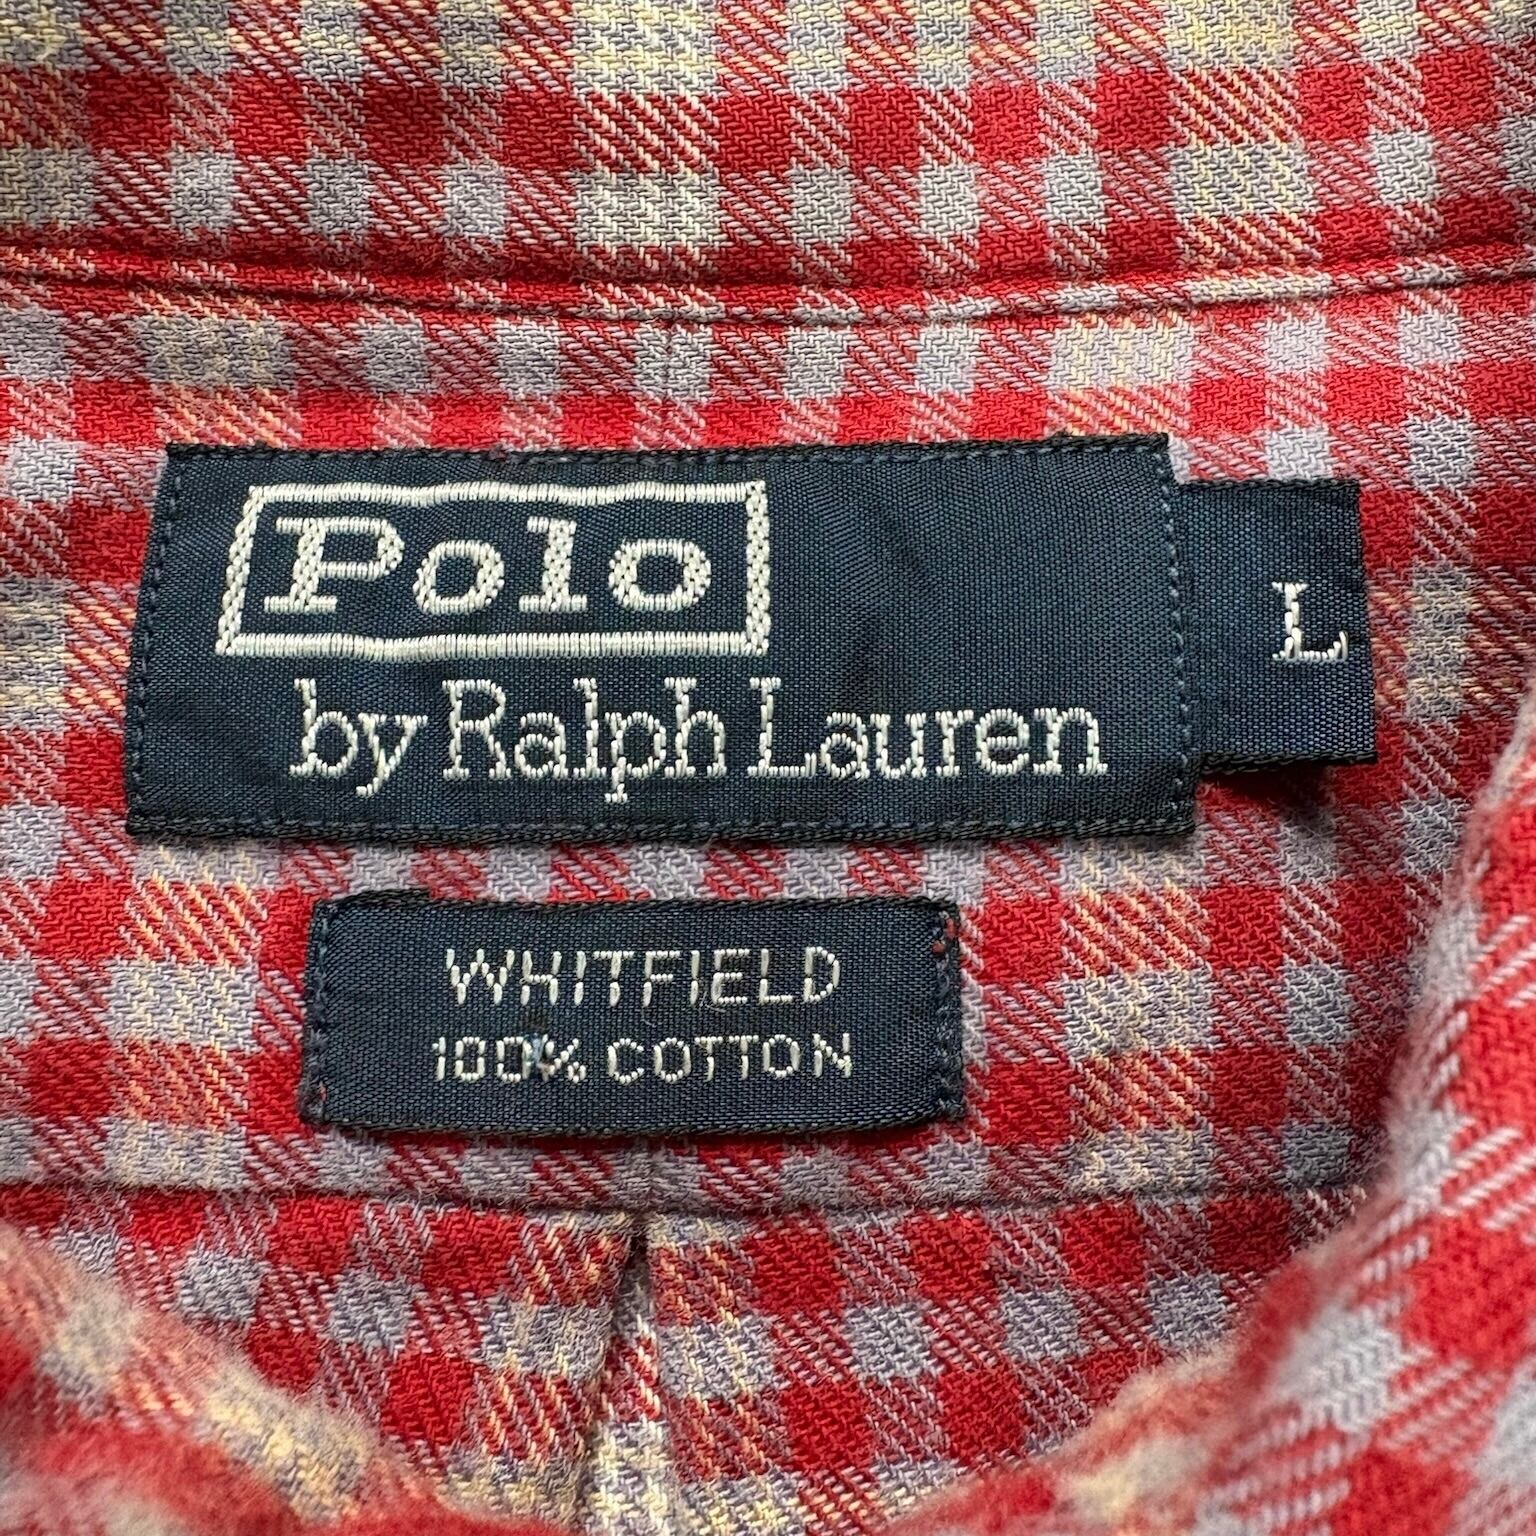 Polo
by Ralph Lauren
L
WHITFIELD
100% COTTON